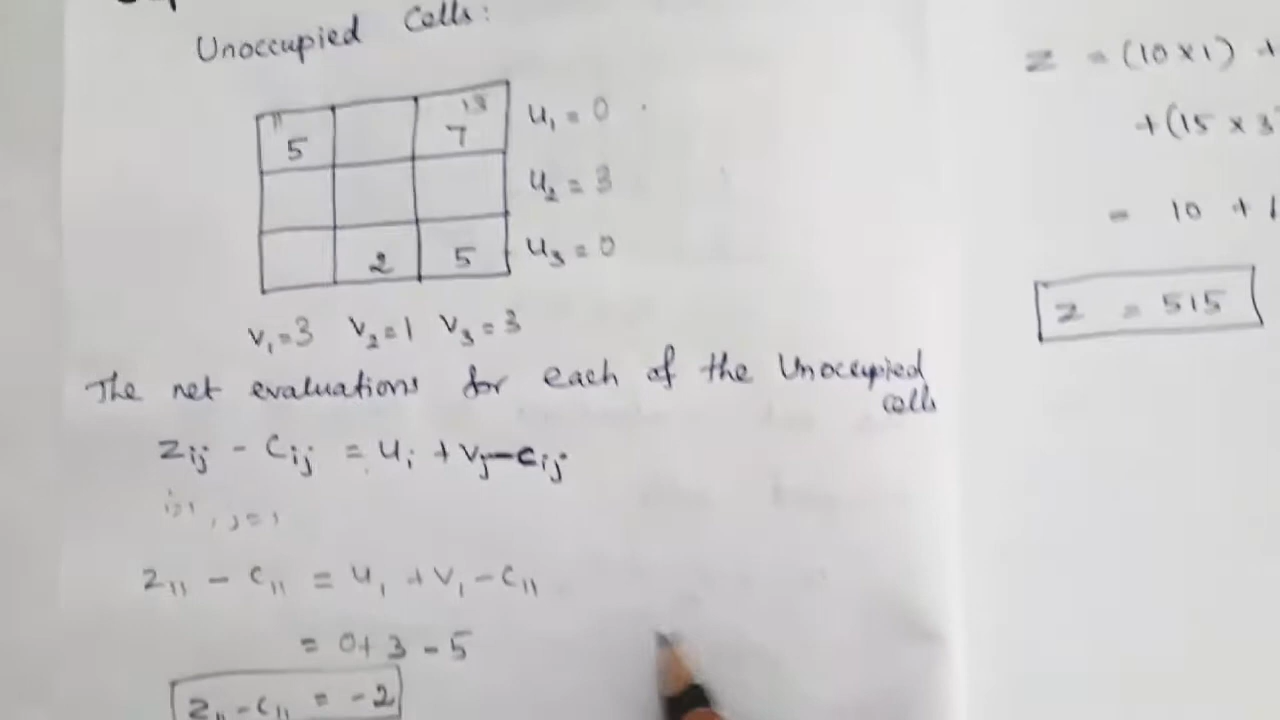 Unoccupied Cells:
11 13
5 7 u₁ = 0
u₂ = 3
2 5 u₃ = 0
v₁ = 3 v₂ = 1 v₃ = 3
The net evaluations for each of the Unoccupied
cells
zᵢⱼ - cᵢⱼ = uᵢ + vⱼ - cᵢⱼ
i=1, j=1
z₁₁ - c₁₁ = u₁ + v₁ - c₁₁
= 0 + 3 - 5
z₁₁ - c₁₁ = -2
z = (10 x 1) +
+ (15 x 3
= 10 +
z = 515